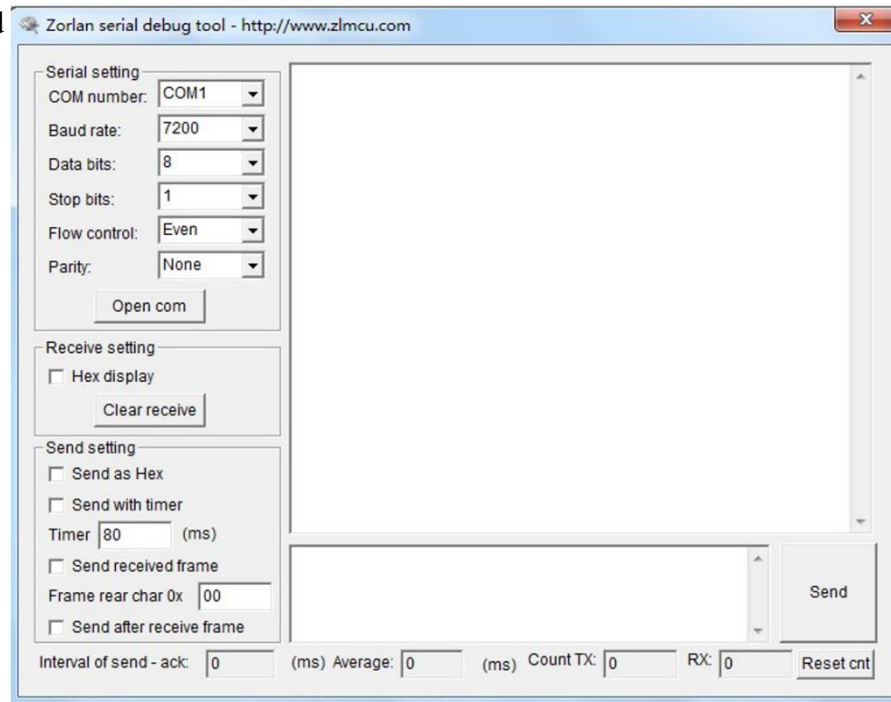 Zorlan serial debug tool - http://www.zlmcu.com
x
Serial setting
COM number: COM1
Baud rate: 7200
Data bits: 8
Stop bits: 1
Flow control: Even
Parity: None
Open com
Receive setting
Hex display
Clear receive
Send setting
Send as Hex
Send with timer
Timer 80 (ms)
Send received frame
Frame rear char 0x 00
Send after receive frame
Send
Interval of send - ack: 0 (ms) Average: 0 (ms) Count TX: 0 RX: 0 Reset cnt